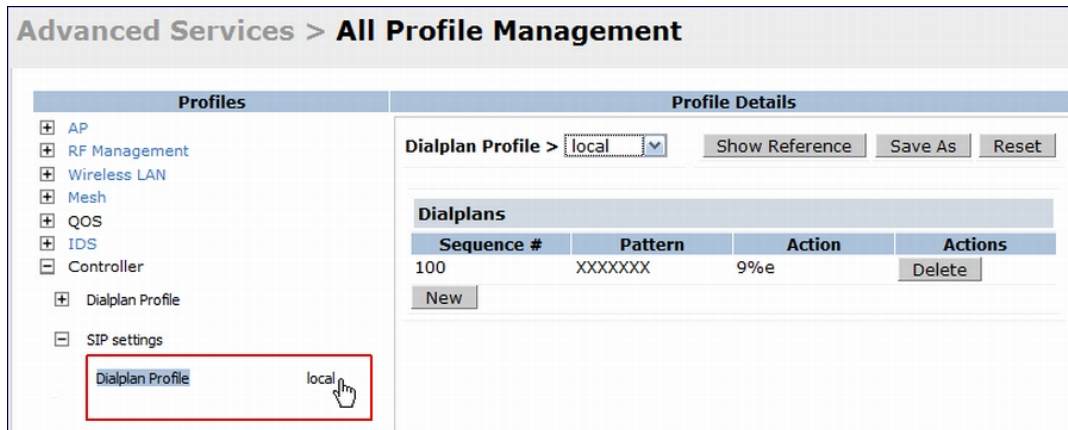 Advanced Services > All Profile Management
Profiles
Profile Details
AP
RF Management
Wireless LAN
Mesh
QOS
IDS
Controller
Dialplan Profile
SIP settings
Dialplan Profile local
Dialplan Profile > local Show Reference Save As Reset
Dialplans
Sequence # Pattern Action Actions
100 XXXXXXX 9%e Delete
New